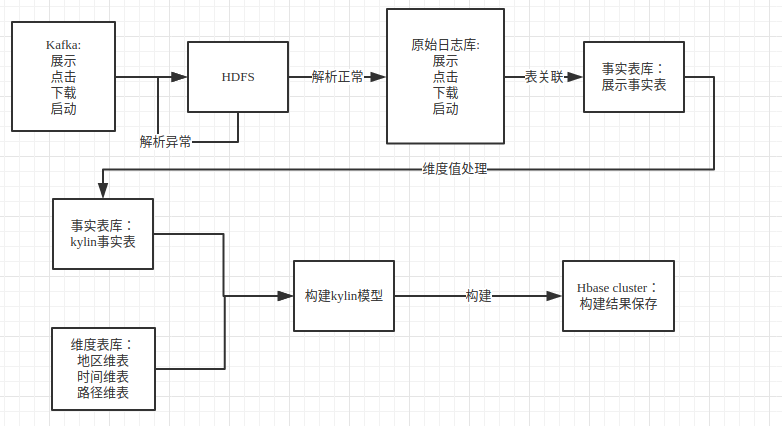 Kafka:
展示
点击
下载
启动
HDFS
解析正常
解析异常
原始日志库:
展示
点击
下载
启动
表关联
事实表库：
展示事实表
维度值处理
事实表库：
kylin事实表
维度表库：
地区维表
时间维表
路径维表
构建kylin模型
构建
Hbase cluster：
构建结果保存